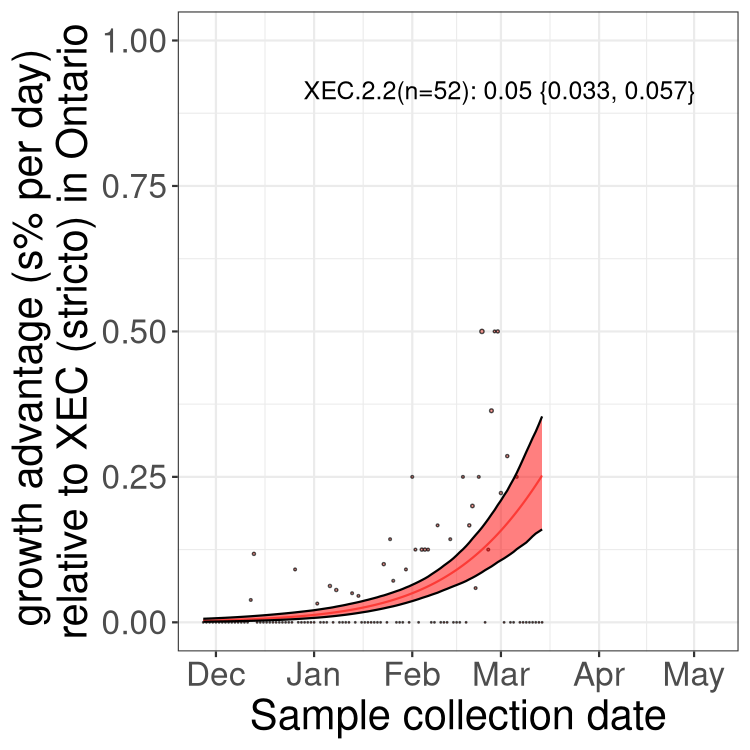 growth advantage (s% per day)
relative to XEC (stricto) in Ontario
1.00
XEC.2.2(n=52): 0.05 {0.033, 0.057}
0.75
0.50
0.25
0.00
Dec Jan Feb Mar Apr May
Sample collection date